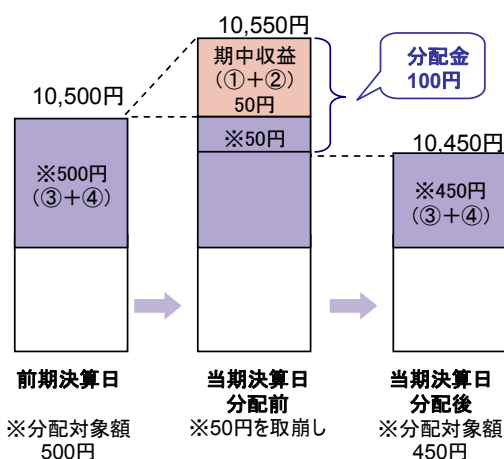 10,550円
期中収益
(①+②)
50円
分配金
100円
10,500円
※50円
10,450円
※500円
(③+④)
※450円
(③+④)
前期決算日
当期決算日
分配前
当期決算日
分配後
※分配対象額
500円
※50円を取崩し
※分配対象額
450円